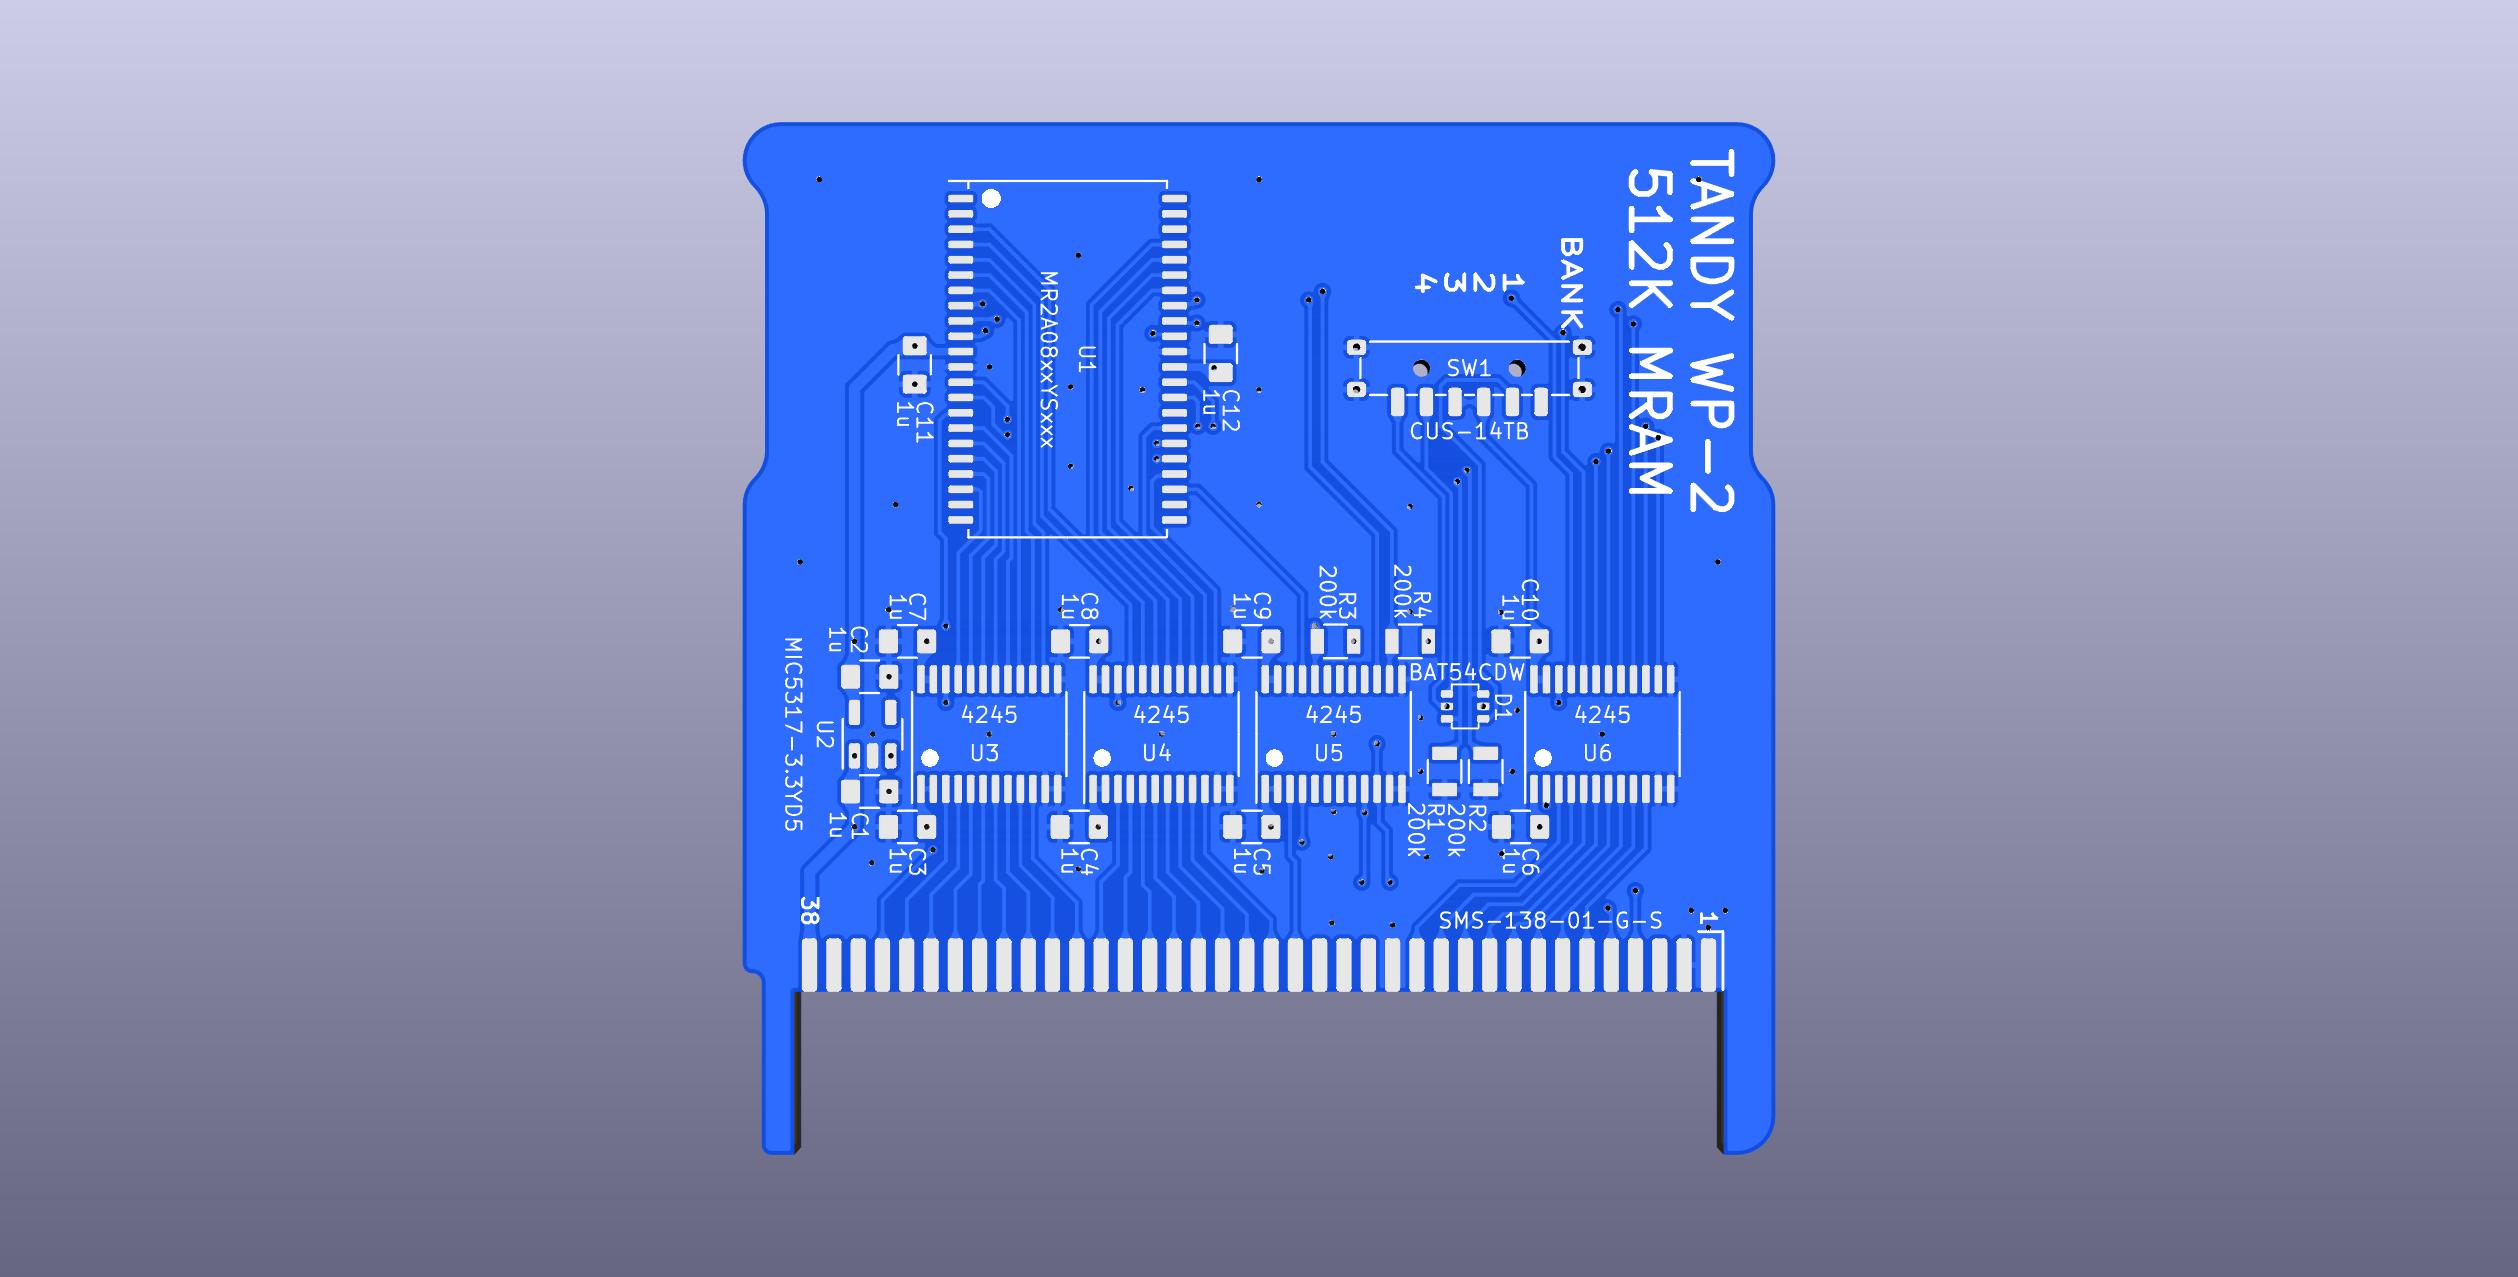 TANDY WP-2
512K MRAM
BANK
1
2
3
4
MR2A08xxYSxxx
U1
C11
1u
C12
1u
SW1
CUS-14TB
C7
1u
C8
1u
C9
1u
R3
200k
R4
200k
C10
1u
C2
1u
MIC5317-3.3YD5
U2
4245
U3
4245
U4
4245
U5
BAT54CDW
D1
4245
U6
C1
1u
C3
1u
C4
1u
C5
1u
R1
200k
R2
200k
C6
1u
38
SMS-138-01-G-S
1